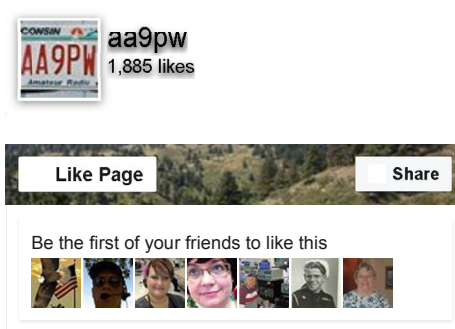 CONSIN
AA9PW
Amateur Radio
aa9pw
1,885 likes
Like Page
Share
Be the first of your friends to like this